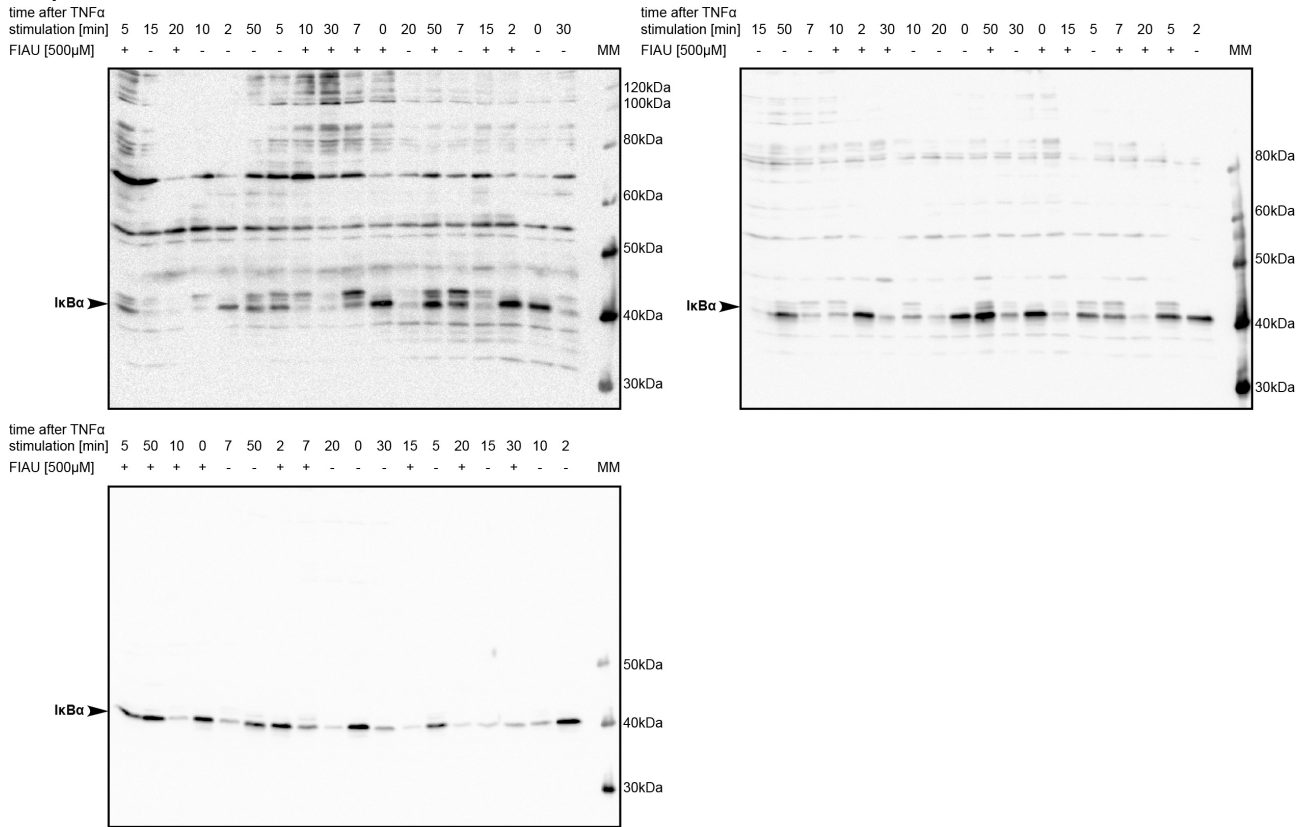 time after TNFα
stimulation [min] 5 15 20 10 2 50 5 10 30 7 0 20 50 7 15 2 0 30
FIAU [500µM] + - + - - - - + + + + - + - + + - - MM
120kDa
100kDa
80kDa
60kDa
50kDa
IκBα
40kDa
30kDa
time after TNFα
stimulation [min] 15 50 7 10 2 30 10 20 0 50 30 0 15 5 7 20 5 2
FIAU [500µM] - - - + + + - - - + - + + - + + + - MM
80kDa
60kDa
50kDa
IκBα
40kDa
30kDa
time after TNFα
stimulation [min] 5 50 10 0 7 50 2 7 20 0 30 15 5 20 15 30 10 2
FIAU [500µM] + + + + - - + + - - - + - + - + - - MM
50kDa
IκBα
40kDa
30kDa